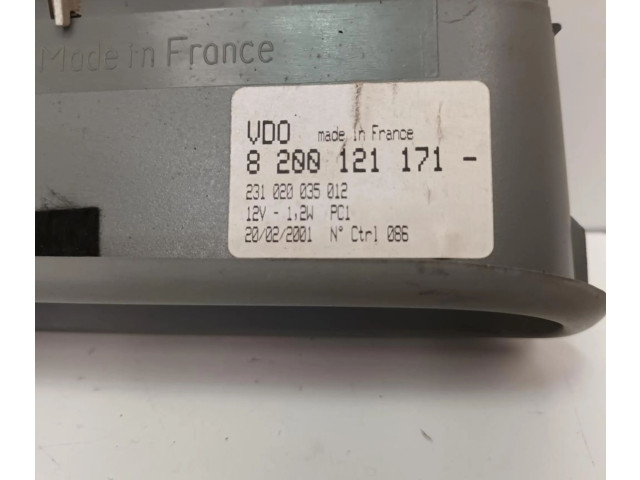 Made in France
VDO made in France
8 200 121 171 -
231 020 035 012
12V - 1,2W PC1
20/02/2001 N° Ctrl 086